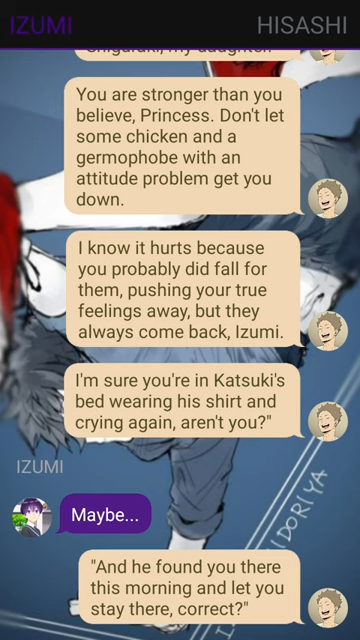 IZUMI HISASHI
You are stronger than you
believe, Princess. Don't let
some chicken and a
germophobe with an
attitude problem get you
down.
I know it hurts because
you probably did fall for
them, pushing your true
feelings away, but they
always come back, Izumi.
I'm sure you're in Katsuki's
bed wearing his shirt and
crying again, aren't you?"
IZUMI
Maybe...
"And he found you there
this morning and let you
stay there, correct?"